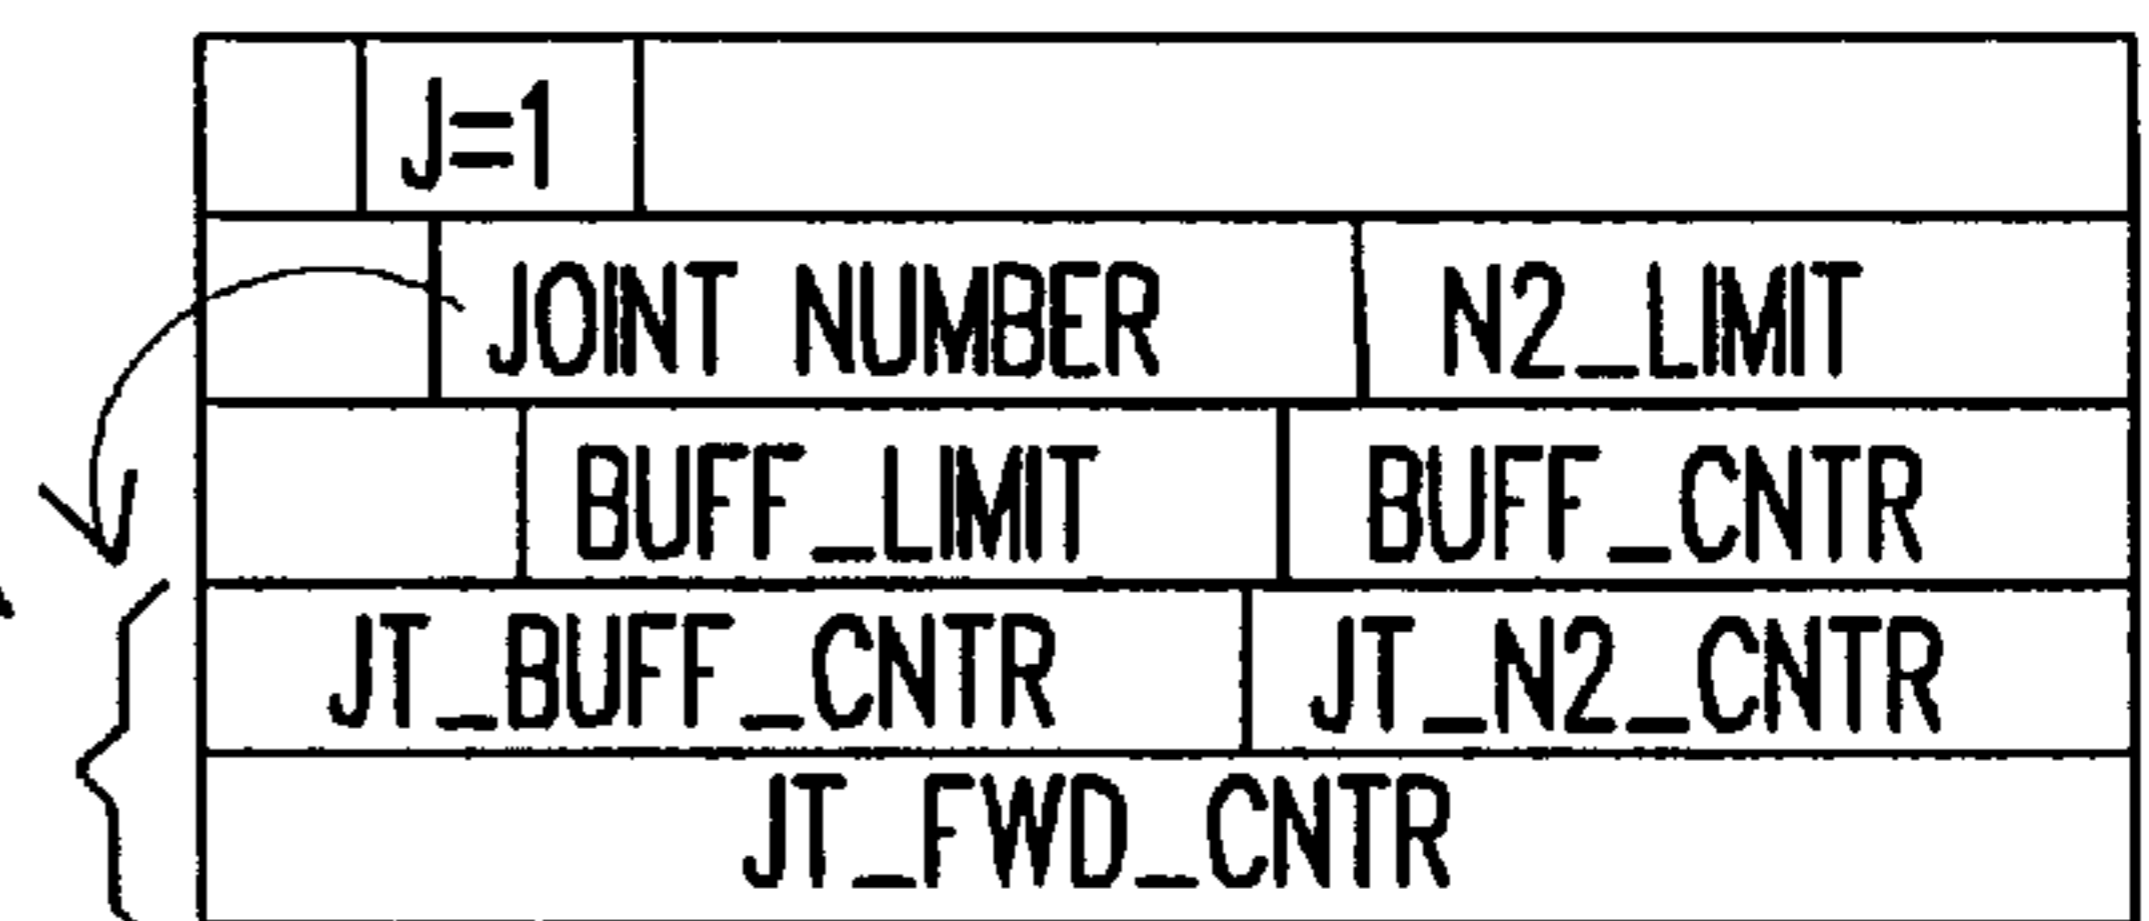 J=1
JOINT NUMBER N2_LIMIT
BUFF_LIMIT BUFF_CNTR
JT_BUFF_CNTR JT_N2_CNTR
JT_FWD_CNTR